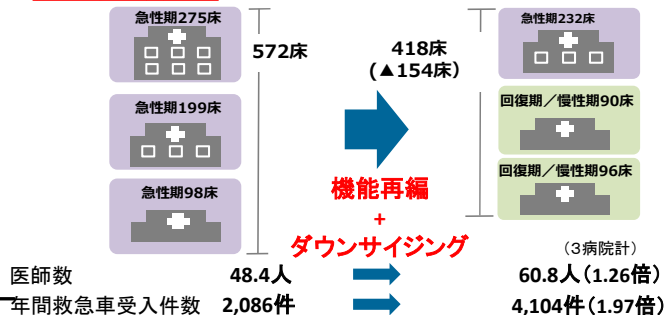 急性期275床
572床
急性期199床
急性期98床
418床
(▲154床)
急性期232床
回復期／慢性期90床
回復期／慢性期96床
機能再編
+
ダウンサイジング
(3病院計)
医師数 48.4人 60.8人(1.26倍)
年間救急車受入件数 2,086件 4,104件(1.97倍)